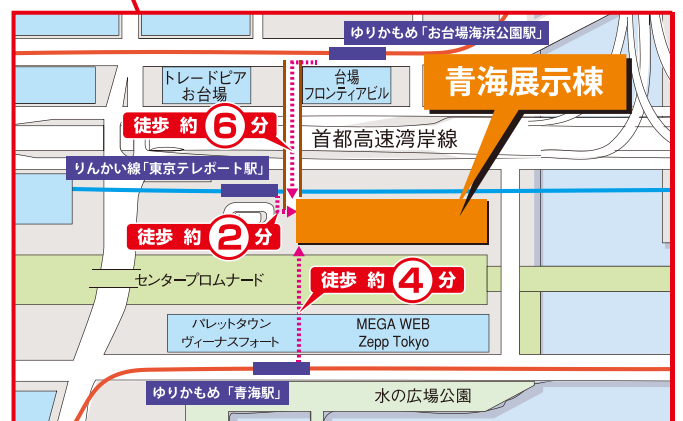 ゆりかもめ「お台場海浜公園駅」
トレードピア
お台場
台場
フロンティアビル
青海展示棟
徒歩 約6分
首都高速湾岸線
りんかい線「東京テレポート駅」
徒歩 約2分
センタープロムナード
徒歩 約4分
パレットタウン
ヴィーナスフォート
MEGA WEB
Zepp Tokyo
ゆりかもめ「青海駅」
水の広場公園